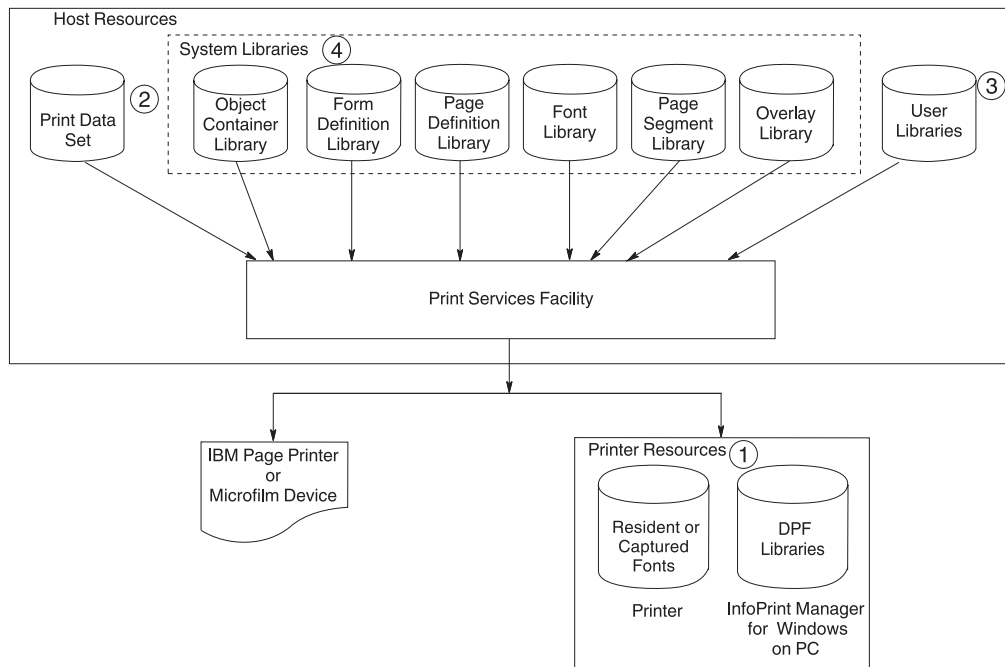 Host Resources
System Libraries
4
2
3
Print Data
Set
Object
Container
Library
Form
Definition
Library
Page
Definition
Library
Font
Library
Page
Segment
Library
Overlay
Library
User
Libraries
Print Services Facility
IBM Page Printer
or
Microfilm Device
Printer Resources
1
Resident or
Captured
Fonts
Printer
DPF
Libraries
InfoPrint Manager
for Windows
on PC